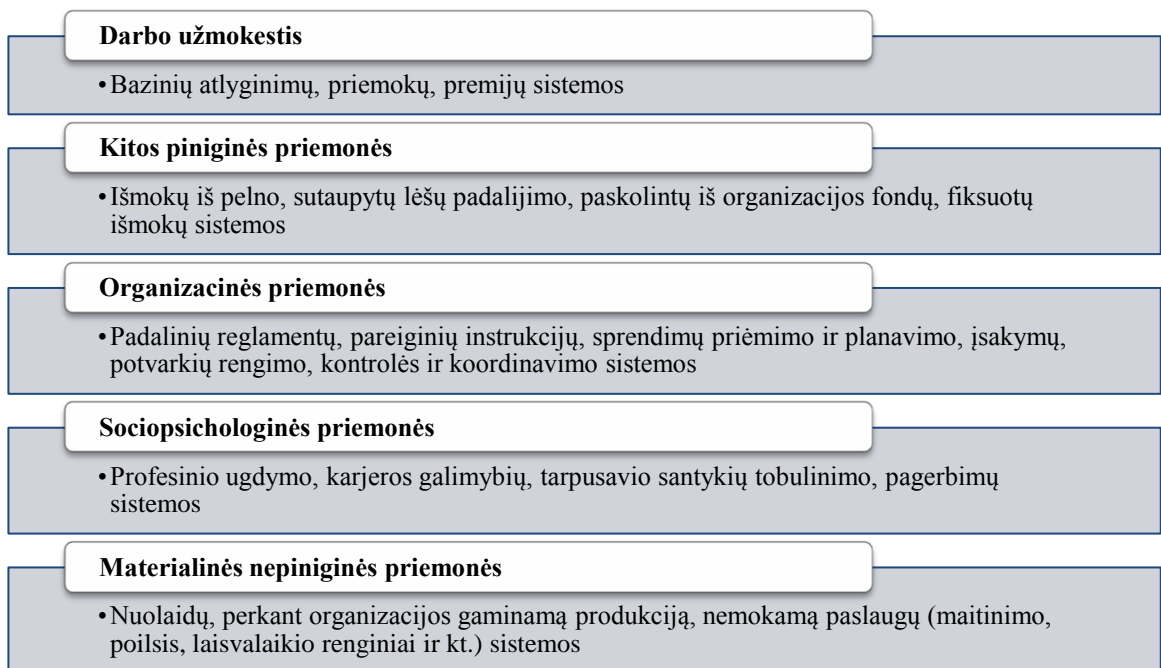 Darbo užmokestis
•Bazinių atlyginimų, priemokų, premijų sistemos
Kitos piniginės priemonės
•Išmokų iš pelno, sutaupytų lėšų padalijimo, paskolintų iš organizacijos fondų, fiksuotų
išmokų sistemos
Organizacinės priemonės
•Padalinių reglamentų, pareiginių instrukcijų, sprendimų priėmimo ir planavimo, įsakymų,
potvarkių rengimo, kontrolės ir koordinavimo sistemos
Sociopsichologinės priemonės
•Profesinio ugdymo, karjeros galimybių, tarpusavio santykių tobulinimo, pagerbimų
sistemos
Materialinės nepiniginės priemonės
•Nuolaidų, perkant organizacijos gaminamą produkciją, nemokamą paslaugų (maitinimo,
poilsis, laisvalaikio renginiai ir kt.) sistemos